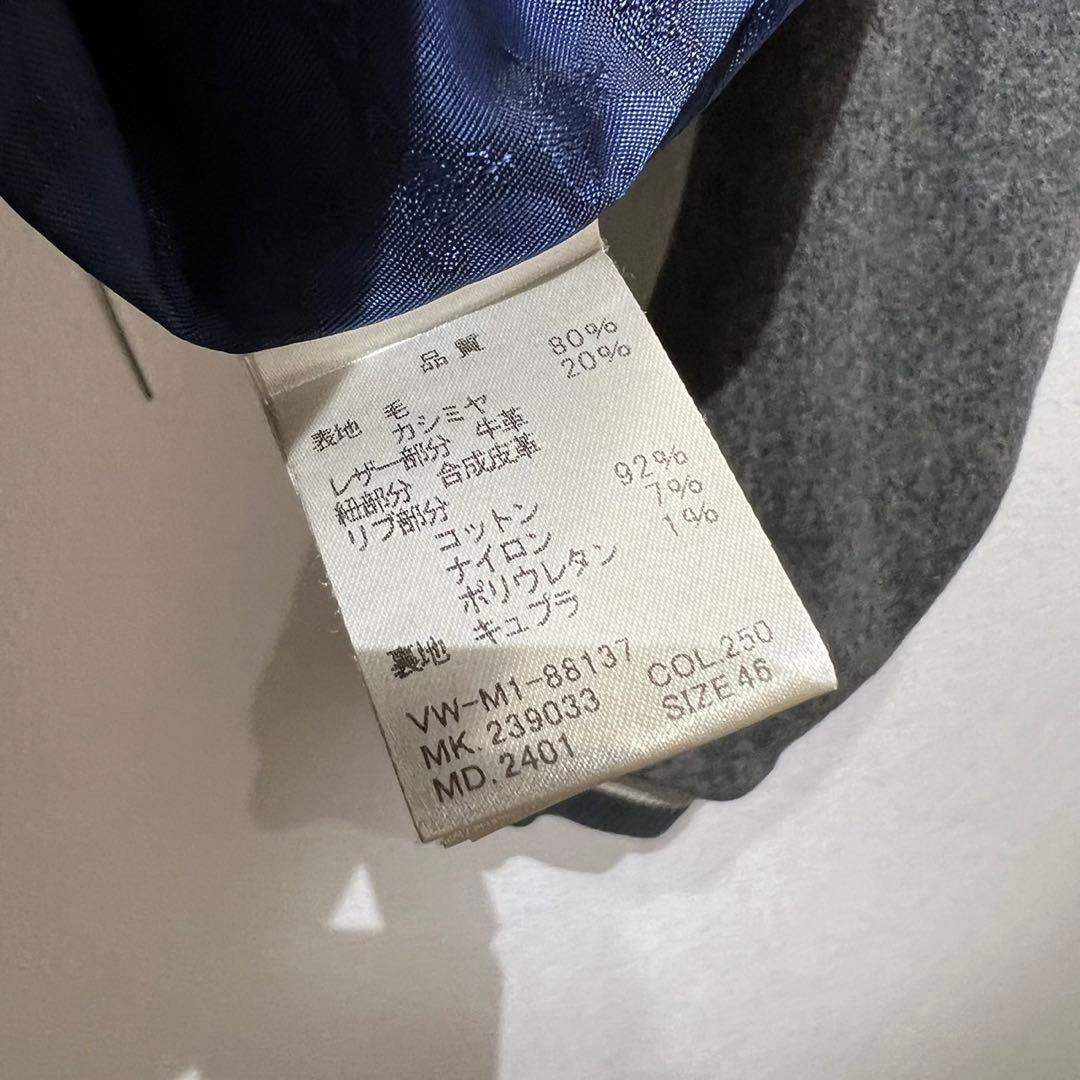 品質
表地 毛 80%
カシミヤ 20%
レザー部分 牛革
紐部分 合成皮革
リブ部分
コットン 92%
ナイロン 7%
ポリウレタン 1%
裏地 キュプラ
VW-M1-88137 COL.250
MK.239033 SIZE 46
MD.2401